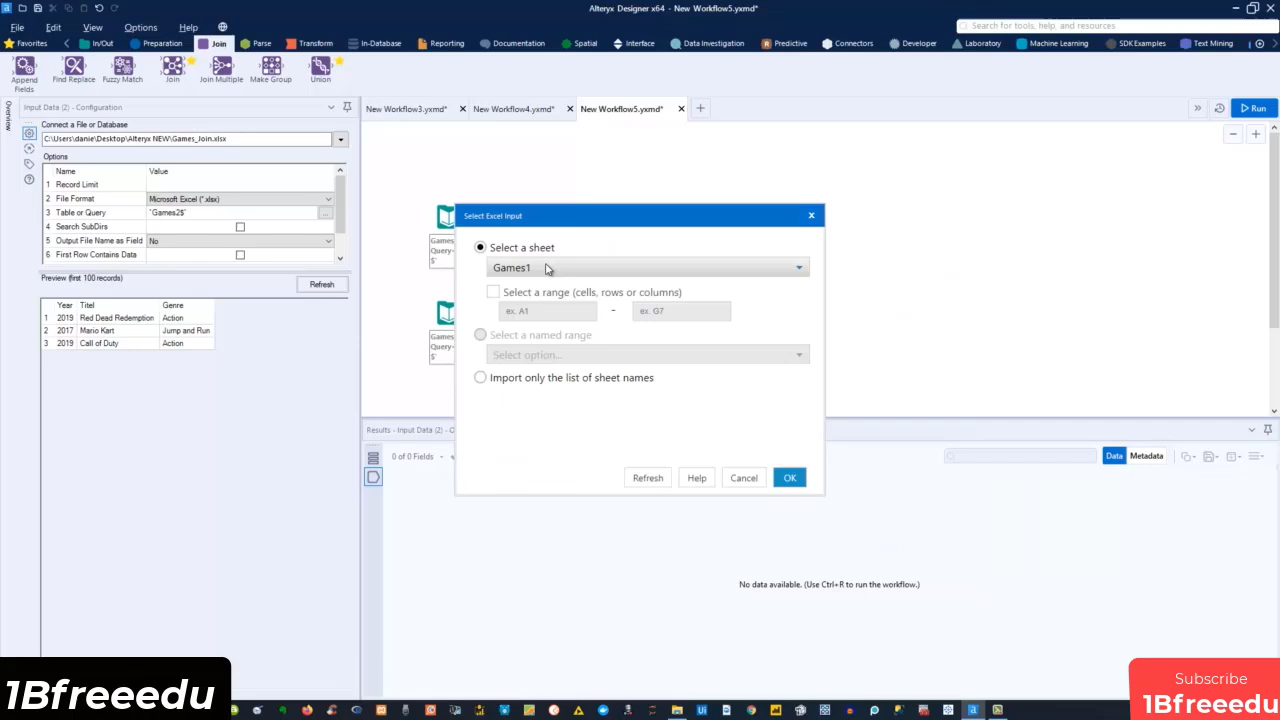 Alteryx Designer x64 - New Workflow5.yxmd*
File Edit View Options Help
Search for tools, help, and resources
Favorites In/Out Preparation Join Parse Transform In-Database Reporting Documentation Spatial Interface Data Investigation Predictive Connectors Developer Laboratory Machine Learning SDK Examples Text Mining
Append Fields Find Replace Fuzzy Match Join Join Multiple Make Group Union
Overview
Input Data (2) - Configuration
New Workflow3.yxmd* New Workflow4.yxmd* New Workflow5.yxmd* Run
Connect a File or Database
C:\Users\danie\Desktop\Alteryx NEW\Games_Join.xlsx
Options
Name Value
1 Record Limit
2 File Format Microsoft Excel (*.xlsx)
3 Table or Query `Games2$` ...
4 Search SubDirs
5 Output File Name as Field No
6 First Row Contains Data
Preview (first 100 records) Refresh
Year Titel Genre
1 2019 Red Dead Redemption Action
2 2017 Mario Kart Jump and Run
3 2019 Call of Duty Action
Games
Query
$`
Games
Query
$`
Select Excel Input
Select a sheet
Games1
Select a range (cells, rows or columns)
ex. A1 - ex. G7
Select a named range
Select option...
Import only the list of sheet names
Refresh Help Cancel OK
Results - Input Data (2) - O
0 of 0 Fields Data Metadata
No data available. (Use Ctrl+R to run the workflow.)
1Bfreeedu
Subscribe
1Bfreeedu